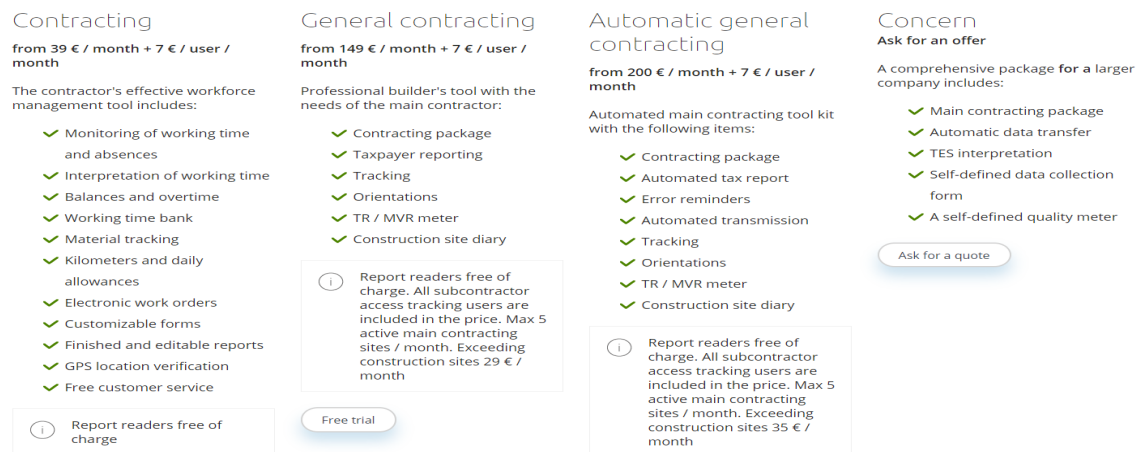 Contracting
from 39 € / month + 7 € / user /
month
The contractor's effective workforce
management tool includes:
Monitoring of working time
and absences
Interpretation of working time
Balances and overtime
Working time bank
Material tracking
Kilometers and daily
allowances
Electronic work orders
Customizable forms
Finished and editable reports
GPS location verification
Free customer service
Report readers free of
charge
General contracting
from 149 € / month + 7 € / user /
month
Professional builder's tool with the
needs of the main contractor:
Contracting package
Taxpayer reporting
Tracking
Orientations
TR / MVR meter
Construction site diary
Report readers free of
charge. All subcontractor
access tracking users are
included in the price. Max 5
active main contracting
sites / month. Exceeding
construction sites 29 € /
month
Free trial
Automatic general
contracting
from 200 € / month + 7 € / user /
month
Automated main contracting tool kit
with the following items:
Contracting package
Automated tax report
Error reminders
Automated transmission
Tracking
Orientations
TR / MVR meter
Construction site diary
Report readers free of
charge. All subcontractor
access tracking users are
included in the price. Max 5
active main contracting
sites / month. Exceeding
construction sites 35 € /
month
Concern
Ask for an offer
A comprehensive package for a larger
company includes:
Main contracting package
Automatic data transfer
TES interpretation
Self-defined data collection
form
A self-defined quality meter
Ask for a quote